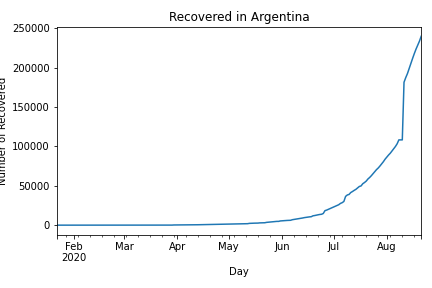 Recovered in Argentina
Number of Recovered
250000
200000
150000
100000
50000
0
Feb Mar Apr May Jun Jul Aug
2020
Day